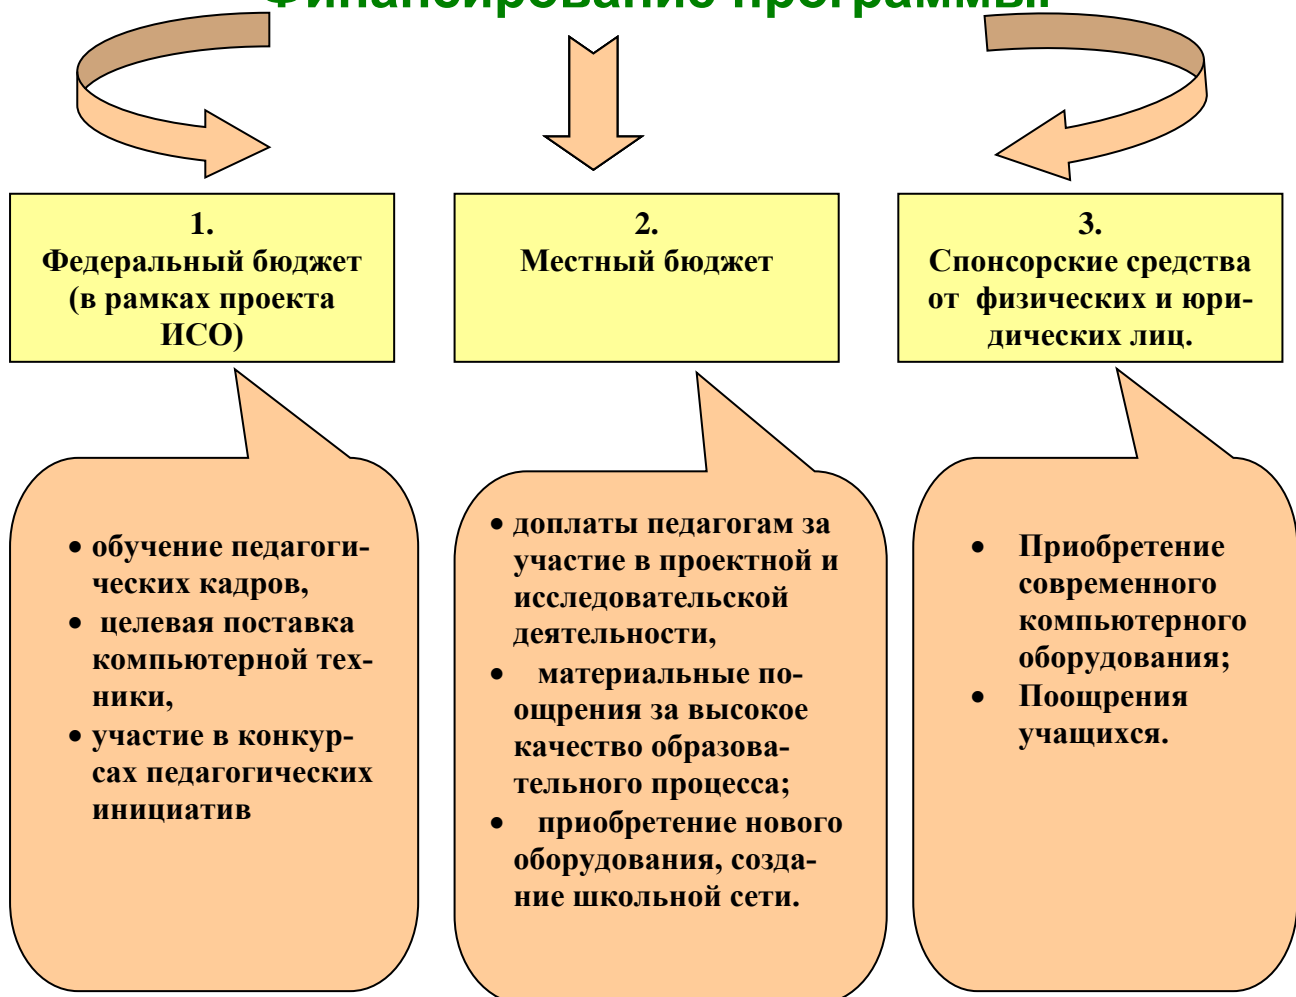 Финансирование программы
1.
Федеральный бюджет
(в рамках проекта
ИСО)
2.
Местный бюджет
3.
Спонсорские средства
от физических и юри-
дических лиц.
• обучение педагоги-
ческих кадров,
• целевая поставка
компьютерной тех-
ники,
• участие в конкур-
сах педагогических
инициатив
• доплаты педагогам за
участие в проектной и
исследовательской
деятельности,
• материальные по-
ощрения за высокое
качество образова-
тельного процесса;
• приобретение нового
оборудования, созда-
ние школьной сети.
• Приобретение
современного
компьютерного
оборудования;
• Поощрения
учащихся.